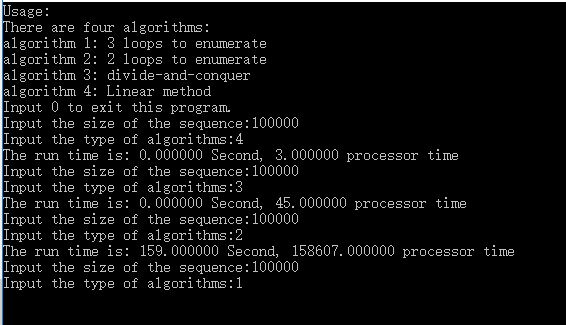 Usage:
There are four algorithms:
algorithm 1: 3 loops to enumerate
algorithm 2: 2 loops to enumerate
algorithm 3: divide-and-conquer
algorithm 4: Linear method
Input 0 to exit this program.
Input the size of the sequence:100000
Input the type of algorithms:4
The run time is: 0.000000 Second, 3.000000 processor time
Input the size of the sequence:100000
Input the type of algorithms:3
The run time is: 0.000000 Second, 45.000000 processor time
Input the size of the sequence:100000
Input the type of algorithms:2
The run time is: 159.000000 Second, 158607.000000 processor time
Input the size of the sequence:100000
Input the type of algorithms:1